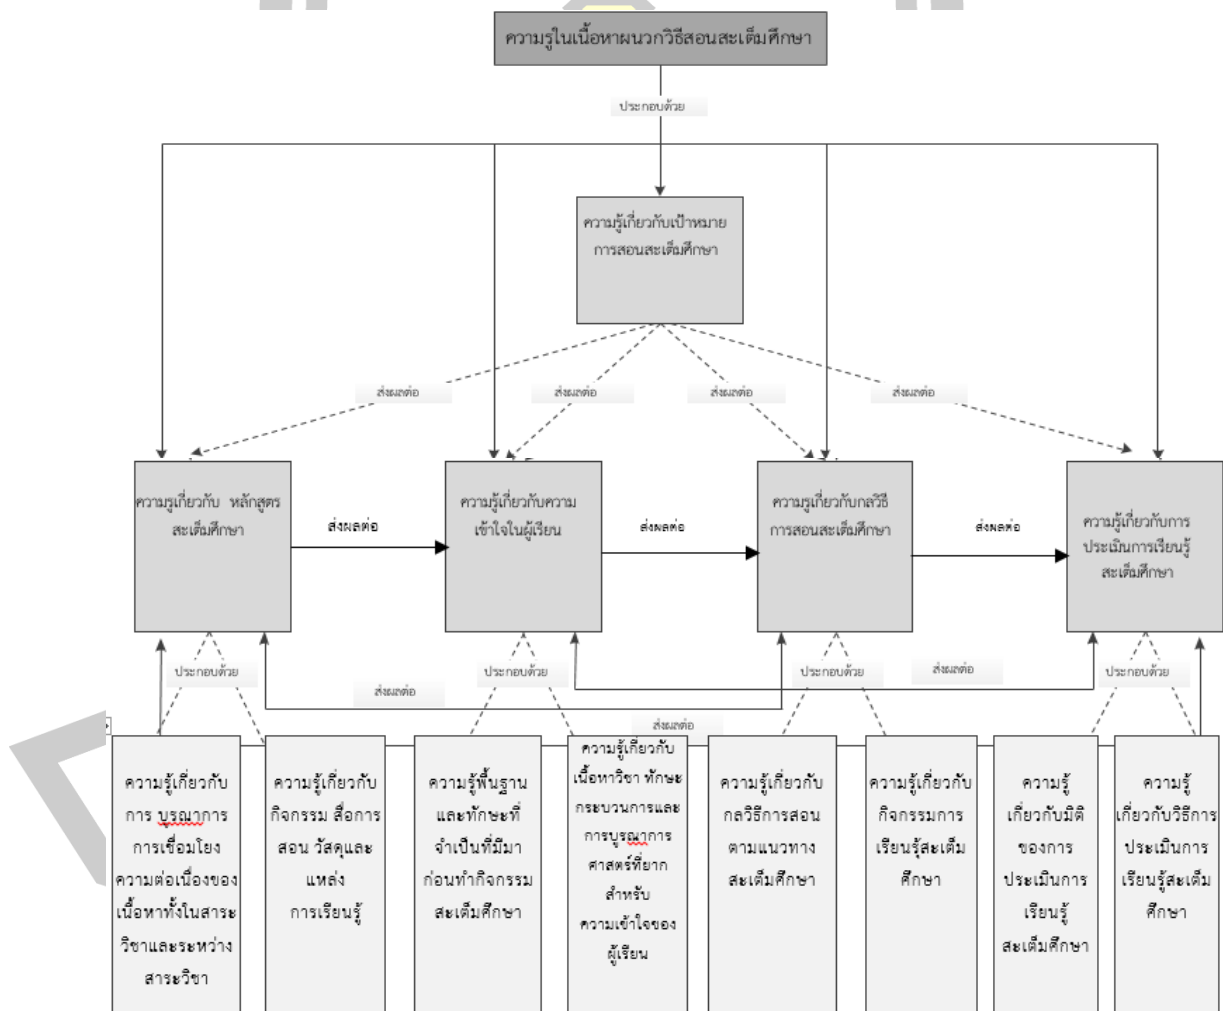 ความรูในเนื้อหาผนวกวิธีสอนสะเต็มศึกษา
ประกอบด้วย
ความรู้เกี่ยวกับเป้าหมาย
การสอนสะเต็มศึกษา
ส่งผลต่อ
ส่งผลต่อ
ส่งผลต่อ
ส่งผลต่อ
ความรูเกี่ยวกับ หลักสูตร
สะเต็มศึกษา
ส่งผลต่อ
ความรู้เกี่ยวกับความ
เข้าใจในผู้เรียน
ส่งผลต่อ
ความรูเกี่ยวกับกลวิธี
การสอนสะเต็มศึกษา
ส่งผลต่อ
ความรู้เกี่ยวกับการ
ประเมินการเรียนรู้
สะเต็มศึกษา
ประกอบด้วย
ประกอบด้วย
ประกอบด้วย
ประกอบด้วย
ส่งผลต่อ
ส่งผลต่อ
ส่งผลต่อ
ความรู้เกี่ยวกับ
การ บูรณาการ
การเชื่อมโยง
ความต่อเนื่องของ
เนื้อหาทั้งในสาระ
วิชาและระหว่าง
สาระวิชา
ความรู้เกี่ยวกับ
กิจกรรม สื่อการ
สอน วัสดุและ
แหล่ง
การเรียนรู้
ความรู้พื้นฐาน
และทักษะที่
จำเป็นที่มีมา
ก่อนทำกิจกรรม
สะเต็มศึกษา
ความรู้เกี่ยวกับ
เนื้อหาวิชา ทักษะ
กระบวนการและ
การบูรณาการ
ศาสตร์ที่ยาก
สำหรับ
ความเข้าใจของ
ผู้เรียน
ความรู้เกี่ยวกับ
กลวิธีการสอน
ตามแนวทาง
สะเต็มศึกษา
ความรู้เกี่ยวกับ
กิจกรรมการ
เรียนรู้สะเต็ม
ศึกษา
ความรู้
เกี่ยวกับมิติ
ของการ
ประเมินการ
เรียนรู้
สะเต็มศึกษา
ความรู้
เกี่ยวกับวิธีการ
ประเมินการ
เรียนรู้สะเต็ม
ศึกษา